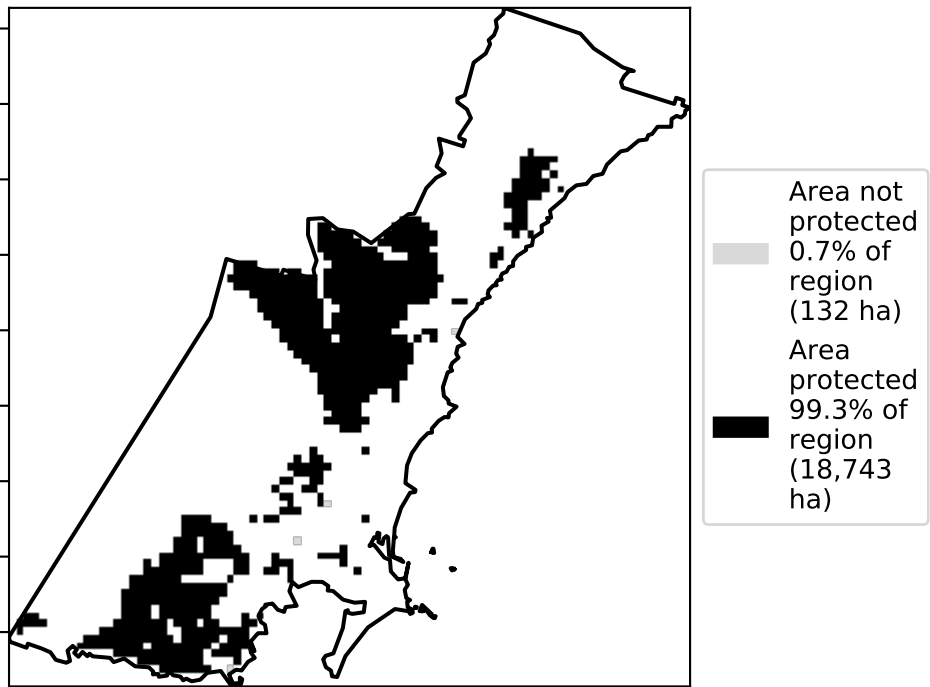 Area not
protected
0.7% of
region
(132 ha)
Area
protected
99.3% of
region
(18,743
ha)